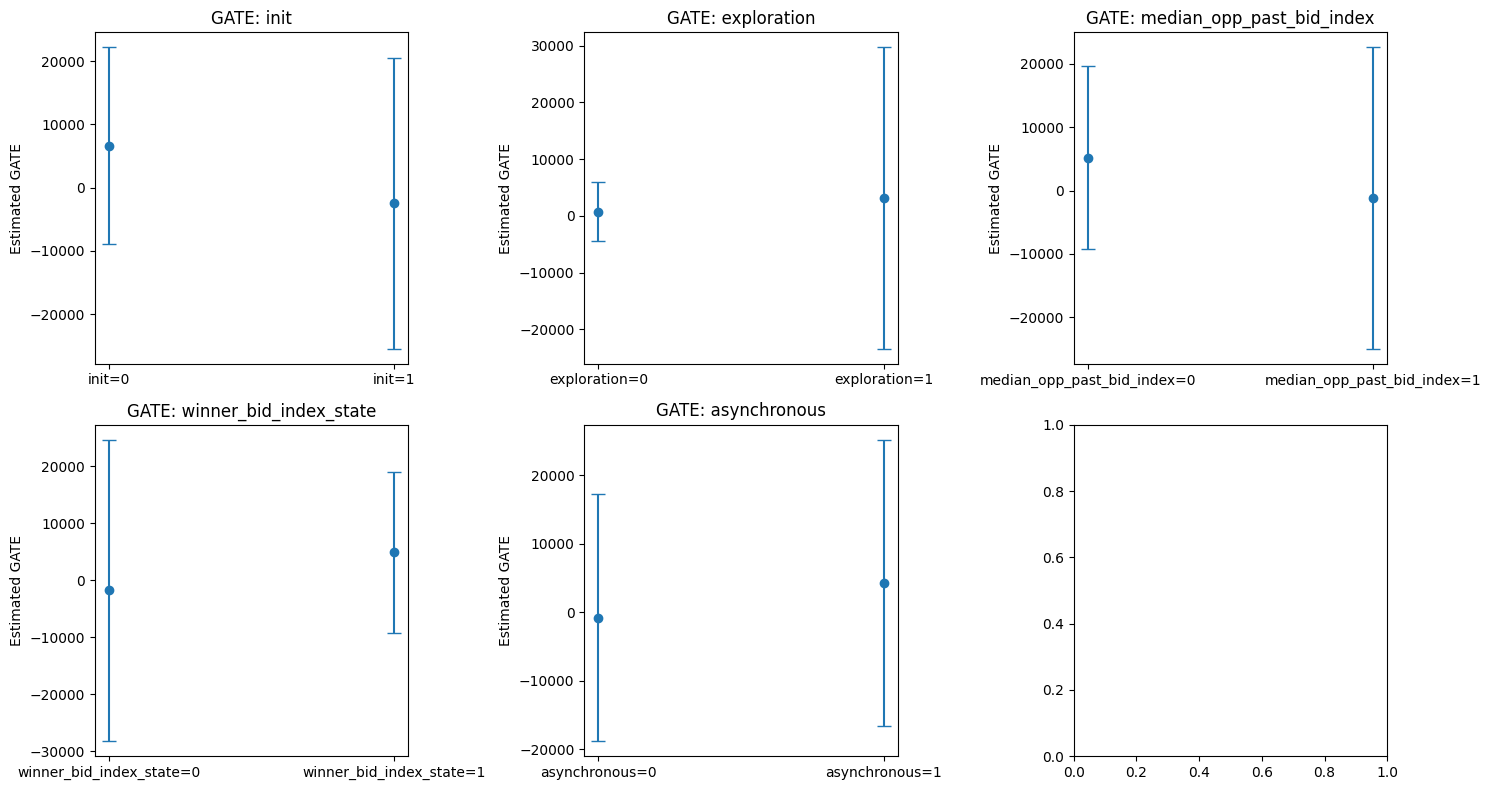 GATE: init
Estimated GATE
20000
10000
0
−10000
−20000
init=0
init=1
GATE: exploration
Estimated GATE
30000
20000
10000
0
−10000
−20000
exploration=0
exploration=1
GATE: median_opp_past_bid_index
Estimated GATE
20000
10000
0
−10000
−20000
median_opp_past_bid_index=0
median_opp_past_bid_index=1
GATE: winner_bid_index_state
Estimated GATE
20000
10000
0
−10000
−20000
−30000
winner_bid_index_state=0
winner_bid_index_state=1
GATE: asynchronous
Estimated GATE
20000
10000
0
−10000
−20000
asynchronous=0
asynchronous=1
1.0
0.8
0.6
0.4
0.2
0.0
0.0
0.2
0.4
0.6
0.8
1.0